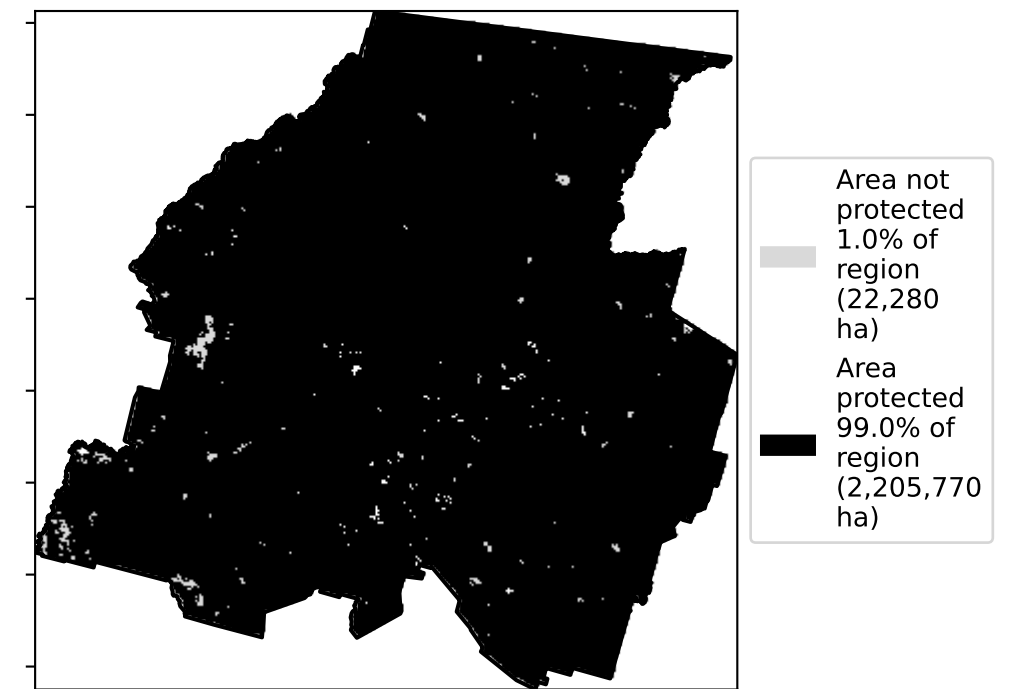 Area not
protected
1.0% of
region
(22,280
ha)
Area
protected
99.0% of
region
(2,205,770
ha)